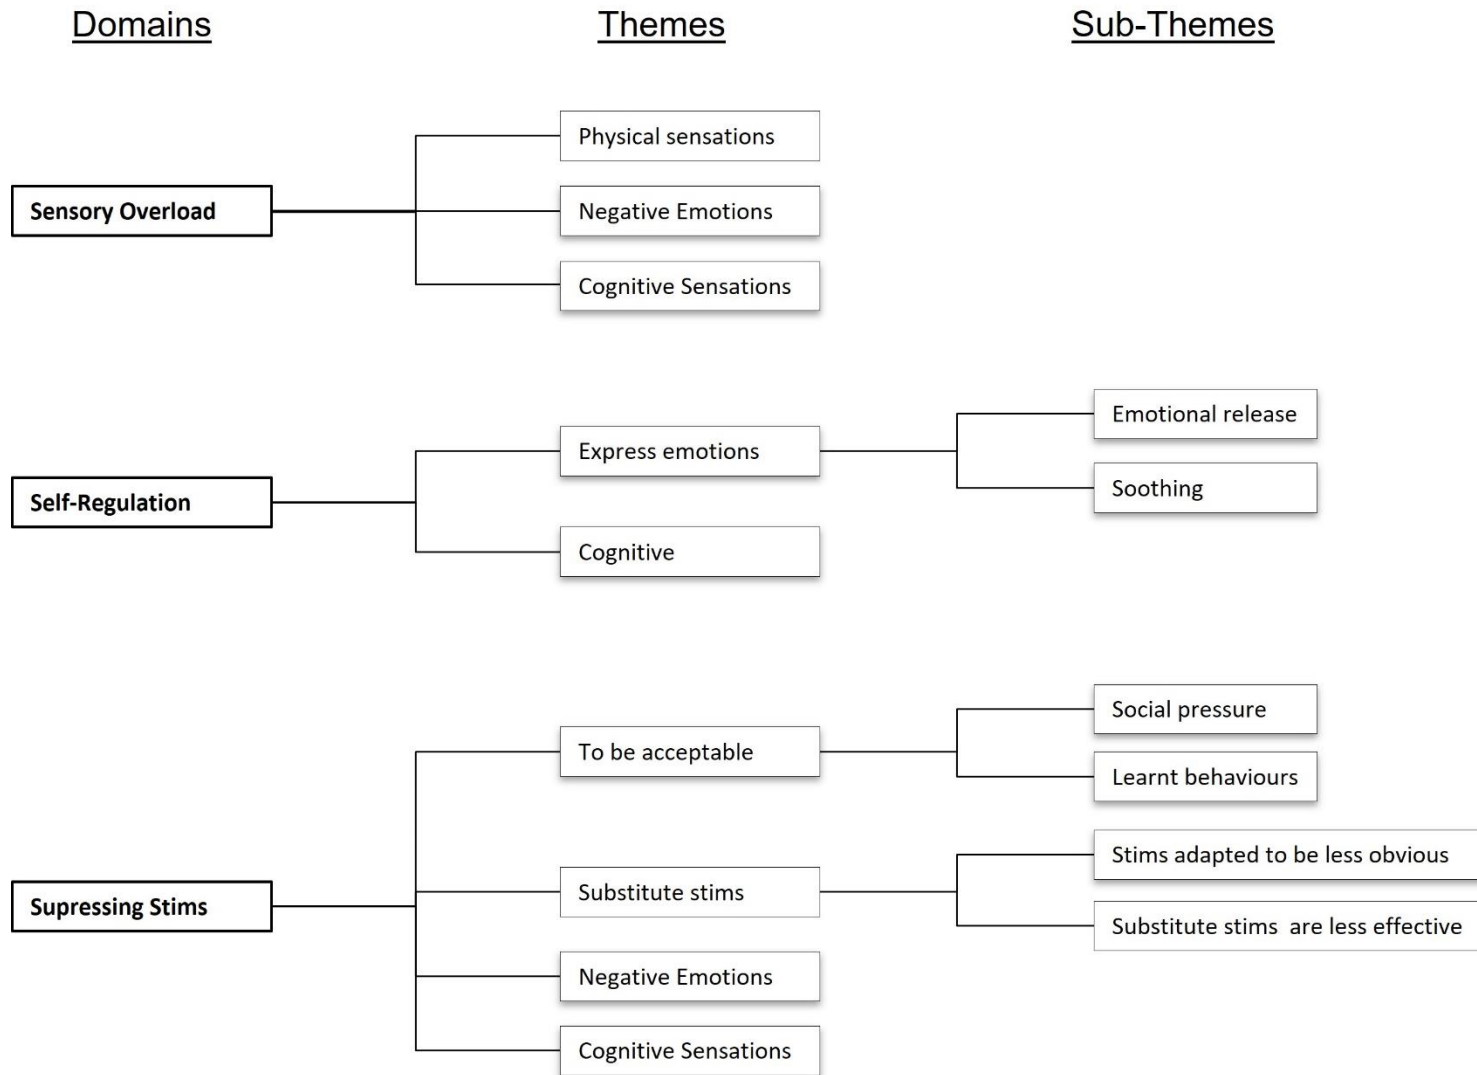 Domains
Themes
Sub-Themes
Physical sensations
Sensory Overload
Negative Emotions
Cognitive Sensations
Emotional release
Express emotions
Soothing
Self-Regulation
Cognitive
Social pressure
To be acceptable
Learnt behaviours
Stims adapted to be less obvious
Supressing Stims
Substitute stims
Substitute stims  are less effective
Negative Emotions
Cognitive Sensations